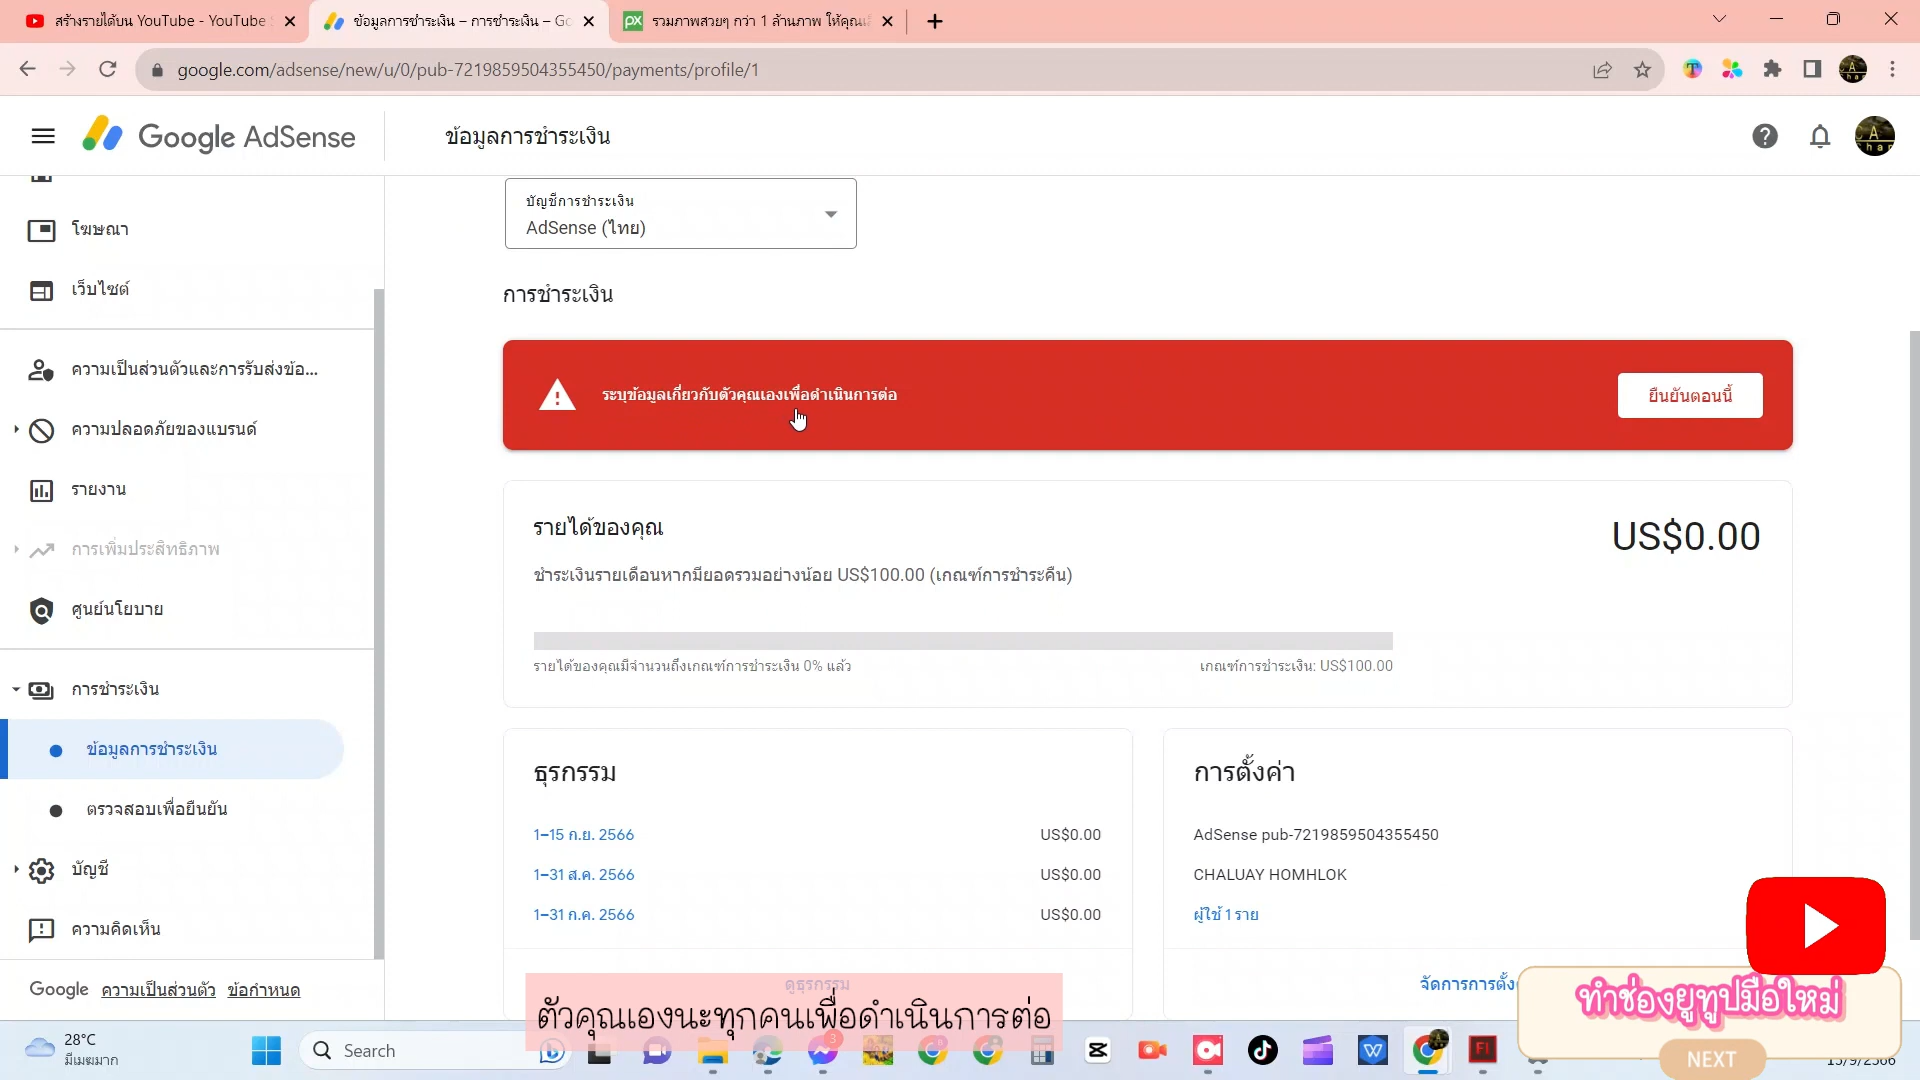 สร้างรายได้บน YouTube - YouTube
ข้อมูลการชำระเงิน – การชำระเงิน – Go
px รวมภาพสวยๆ กว่า 1 ล้านภาพ ให้คุณ
google.com/adsense/new/u/0/pub-7219859504355450/payments/profile/1
Google AdSense
ข้อมูลการชำระเงิน
โฆษณา
เว็บไซต์
ความเป็นส่วนตัวและการรับส่งข้อ...
ความปลอดภัยของแบรนด์
รายงาน
การเพิ่มประสิทธิภาพ
ศูนย์นโยบาย
การชำระเงิน
ข้อมูลการชำระเงิน
ตรวจสอบเพื่อยืนยัน
บัญชี
ความคิดเห็น
Google ความเป็นส่วนตัว ข้อกำหนด
บัญชีการชำระเงิน
AdSense (ไทย)
การชำระเงิน
ระบุข้อมูลเกี่ยวกับตัวคุณเองเพื่อดำเนินการต่อ
ยืนยันตอนนี้
รายได้ของคุณ
US$0.00
ชำระเงินรายเดือนหากมียอดรวมอย่างน้อย US$100.00 (เกณฑ์การชำระคืน)
รายได้ของคุณมีจำนวนถึงเกณฑ์การชำระเงิน 0% แล้ว
เกณฑ์การชำระเงิน: US$100.00
ธุรกรรม
1–15 ก.ย. 2566 US$0.00
1–31 ส.ค. 2566 US$0.00
1–31 ก.ค. 2566 US$0.00
ดูธุรกรรม
การตั้งค่า
AdSense pub-7219859504355450
CHALUAY HOMHLOK
ผู้ใช้ 1 ราย
จัดการการตั้ง
ตัวคุณเองนะทุกคนเพื่อดำเนินการต่อ
ทำช่องยูทูปมือใหม่
NEXT
28°C
มีเมฆมาก
Search
3
15/9/2566